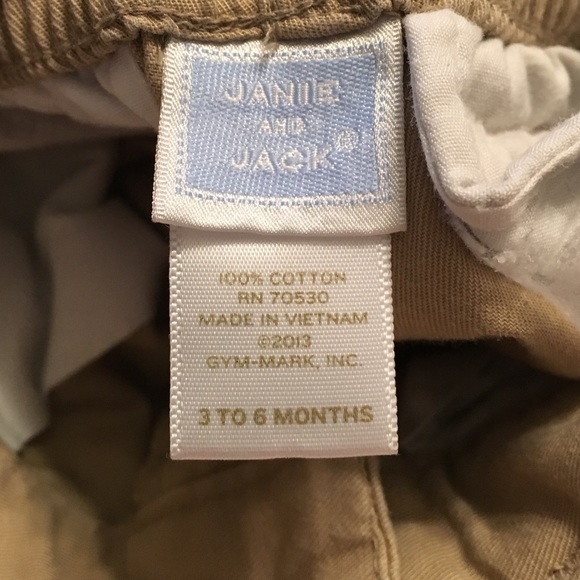 JANIE
AND
JACK®
100% COTTON
RN 70530
MADE IN VIETNAM
©2013
GYM-MARK, INC.
3 TO 6 MONTHS